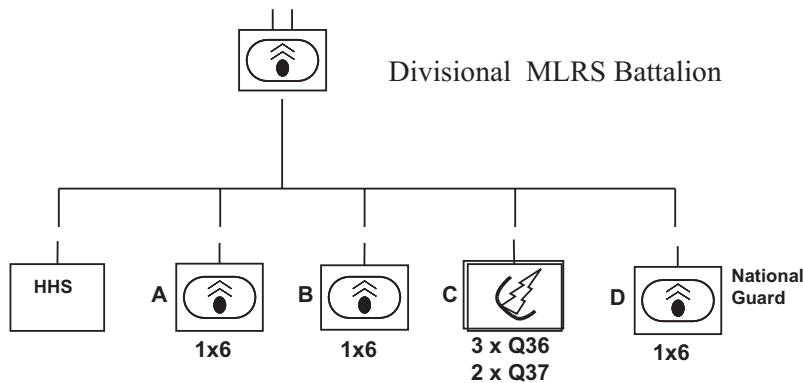 Divisional MLRS Battalion
HHS
A
1x6
B
1x6
C
3 x Q36
2 x Q37
D
1x6
National
Guard